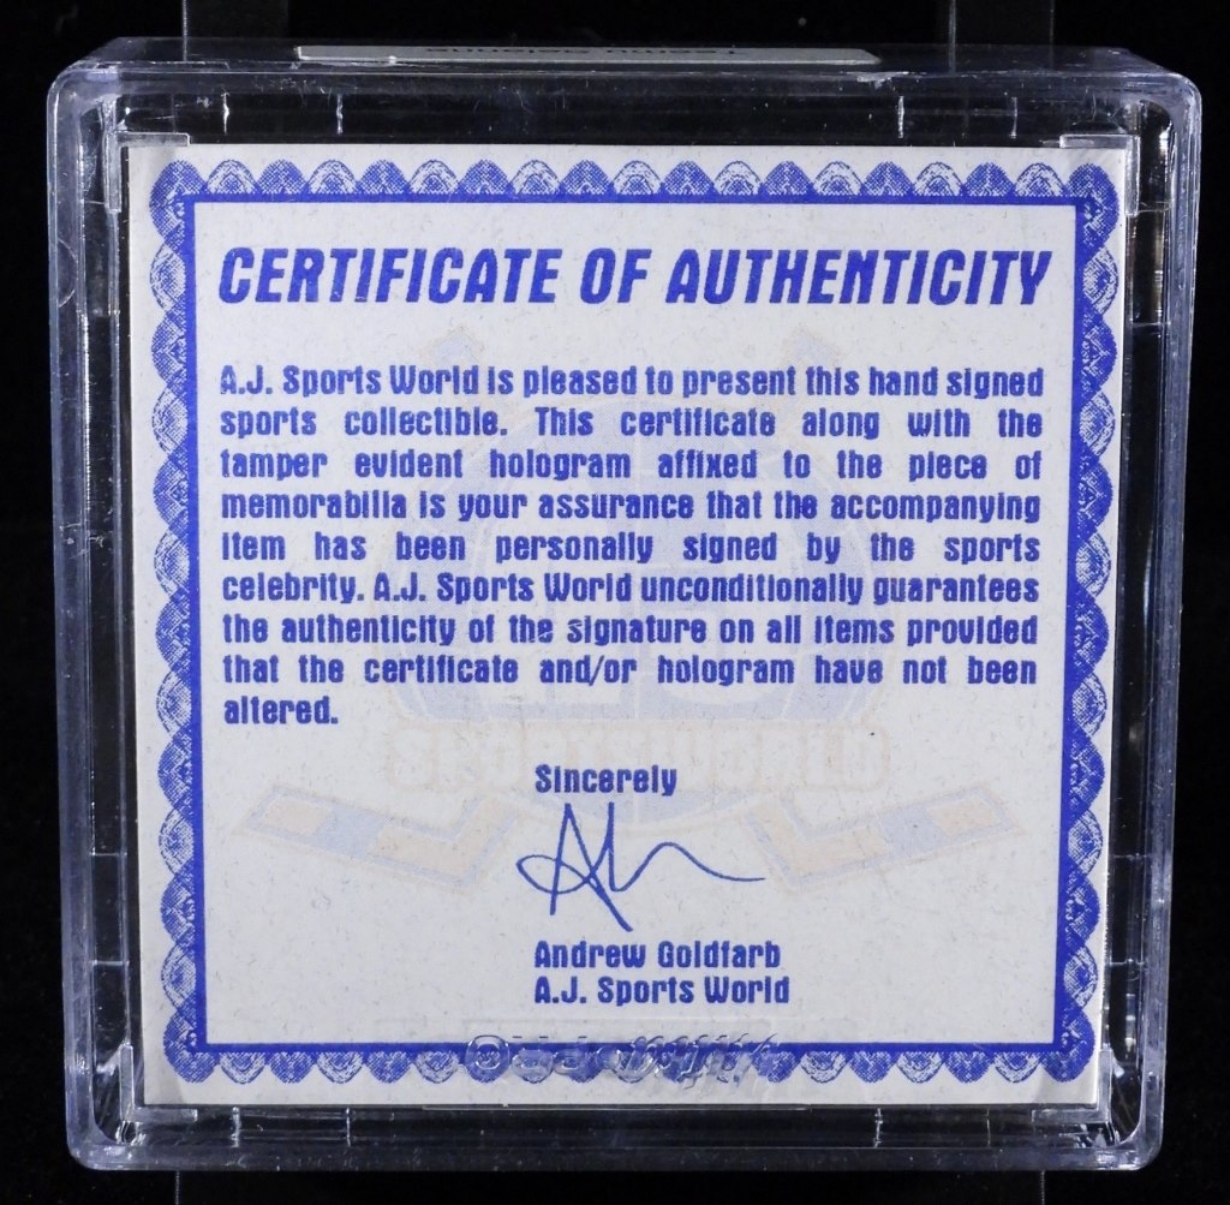 Teemu Selanne
CERTIFICATE OF AUTHENTICITY
A.J. Sports World is pleased to present this hand signed
sports collectible. This certificate along with the
tamper evident hologram affixed to the piece of
memorabilia is your assurance that the accompanying
item has been personally signed by the sports
celebrity. A.J. Sports World unconditionally guarantees
the authenticity of the signature on all items provided
that the certificate and/or hologram have not been
altered.
SPORTSWORLD
Sincerely
Andrew Goldfarb
A.J. Sports World